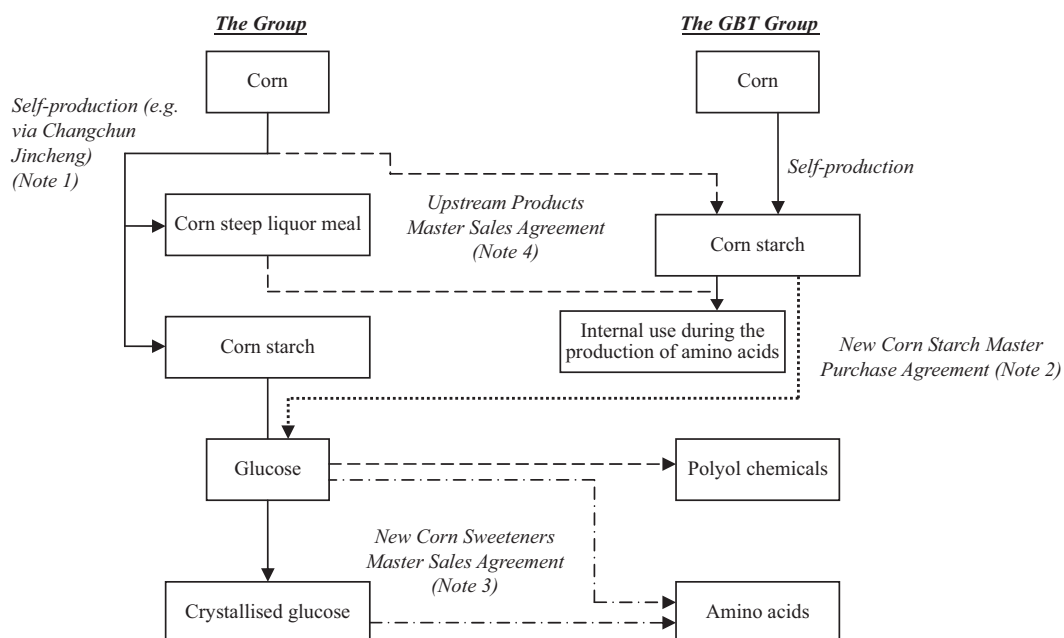 The Group
The GBT Group
Corn
Corn
Self-production (e.g.
via Changchun
Jincheng)
(Note 1)
Self-production
Corn steep liquor meal
Upstream Products
Master Sales Agreement
(Note 4)
Corn starch
Corn starch
Internal use during the
production of amino acids
New Corn Starch Master
Purchase Agreement (Note 2)
Glucose
Polyol chemicals
New Corn Sweeteners
Master Sales Agreement
(Note 3)
Crystallised glucose
Amino acids